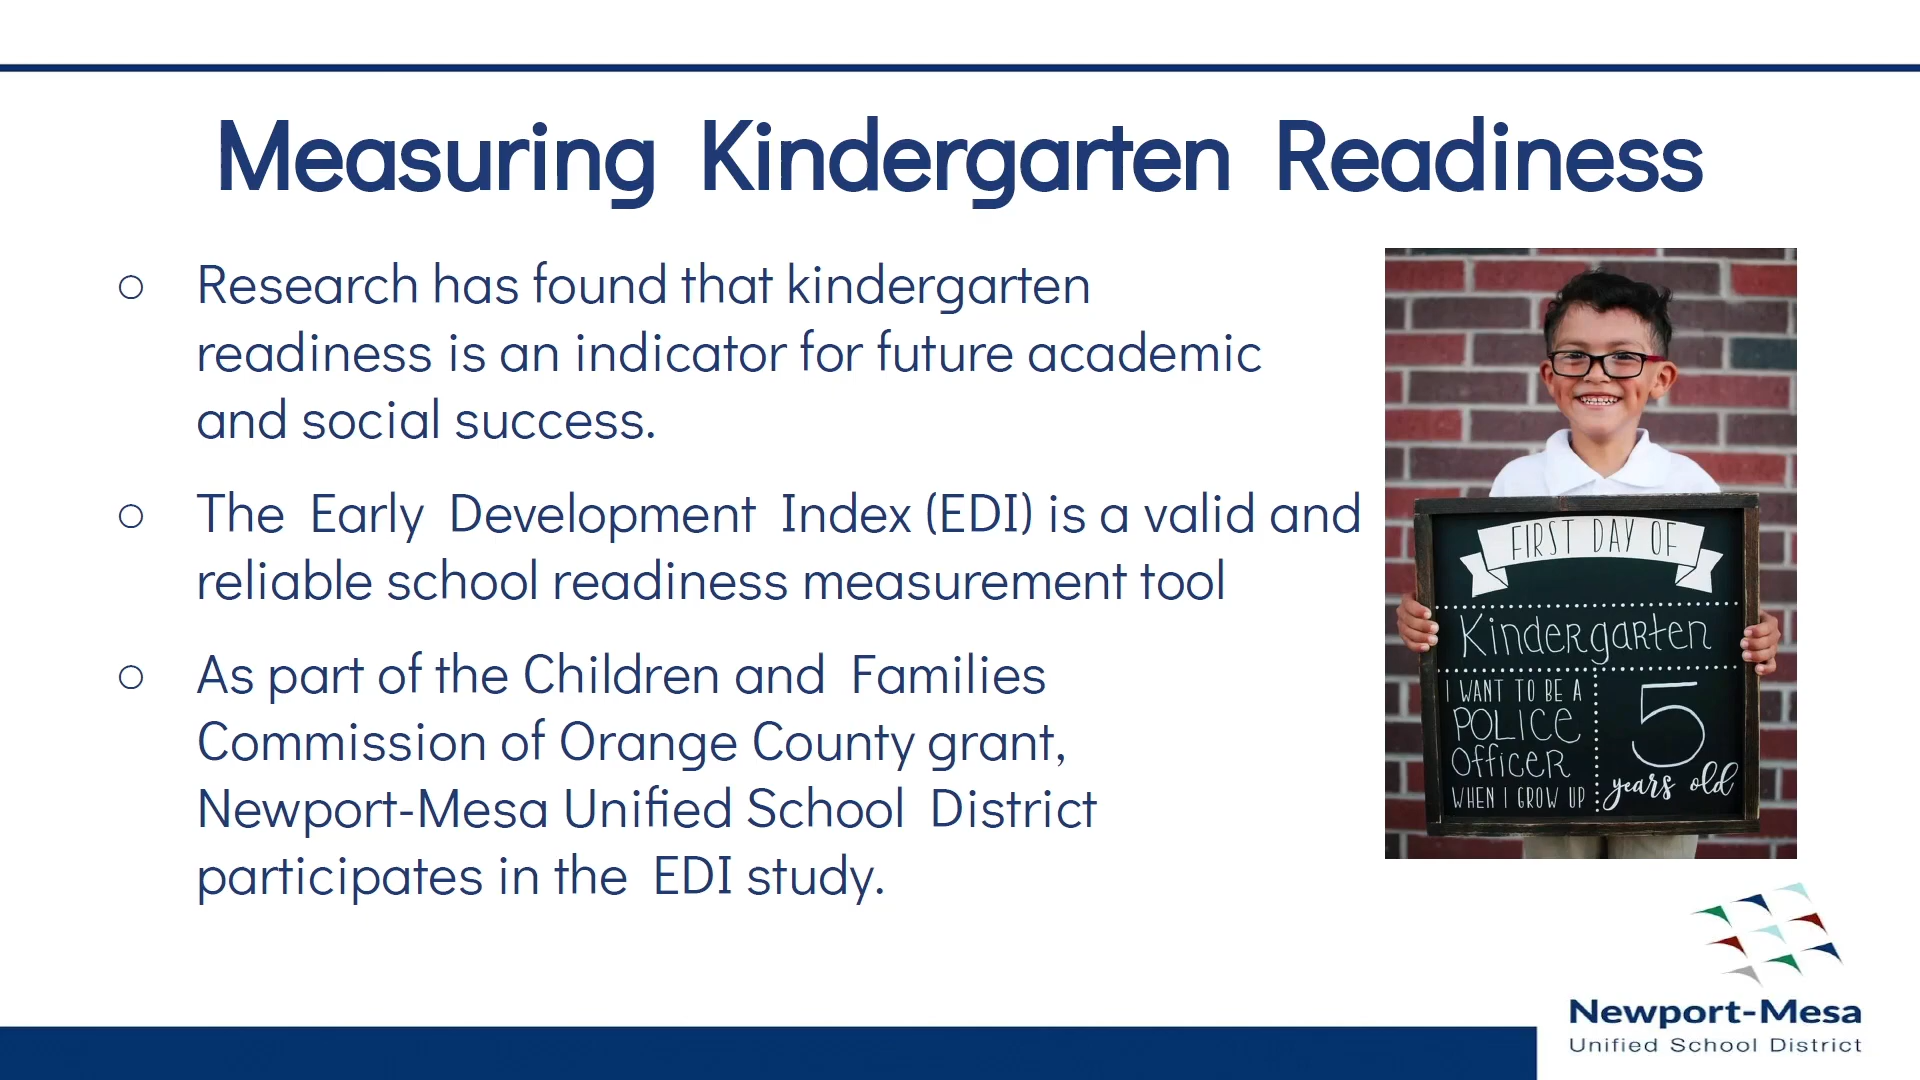 Measuring Kindergarten Readiness
Research has found that kindergarten
readiness is an indicator for future academic
and social success.
The Early Development Index (EDI) is a valid and
reliable school readiness measurement tool
As part of the Children and Families
Commission of Orange County grant,
Newport-Mesa Unified School District
participates in the EDI study.
FIRST DAY OF
Kindergarten
I WANT TO BE A
POLICE
OFFICER
WHEN I GROW UP
5
years old
Newport-Mesa
Unified School District